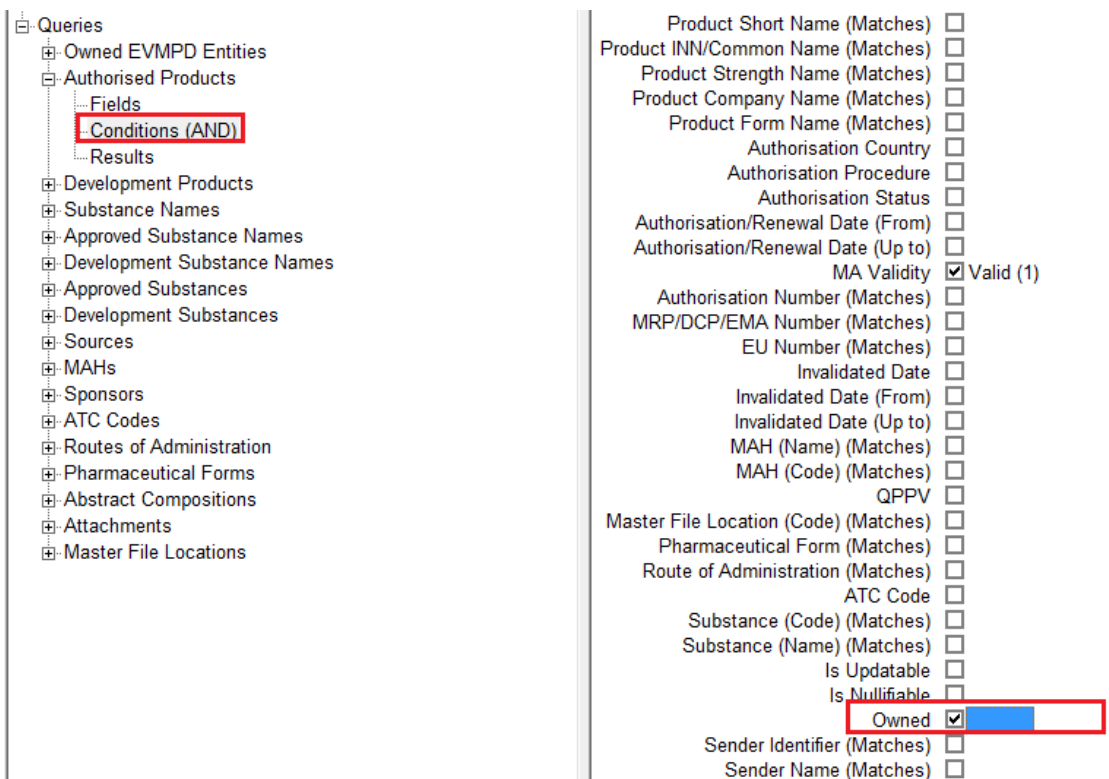 Queries
Owned EVMPD Entities
Authorised Products
Fields
Conditions (AND)
Results
Development Products
Substance Names
Approved Substance Names
Development Substance Names
Approved Substances
Development Substances
Sources
MAHs
Sponsors
ATC Codes
Routes of Administration
Pharmaceutical Forms
Abstract Compositions
Attachments
Master File Locations
Product Short Name (Matches)
Product INN/Common Name (Matches)
Product Strength Name (Matches)
Product Company Name (Matches)
Product Form Name (Matches)
Authorisation Country
Authorisation Procedure
Authorisation Status
Authorisation/Renewal Date (From)
Authorisation/Renewal Date (Up to)
MA Validity Valid (1)
Authorisation Number (Matches)
MRP/DCP/EMA Number (Matches)
EU Number (Matches)
Invalidated Date
Invalidated Date (From)
Invalidated Date (Up to)
MAH (Name) (Matches)
MAH (Code) (Matches)
QPPV
Master File Location (Code) (Matches)
Pharmaceutical Form (Matches)
Route of Administration (Matches)
ATC Code
Substance (Code) (Matches)
Substance (Name) (Matches)
Is Updatable
Is Nullifiable
Owned
Sender Identifier (Matches)
Sender Name (Matches)